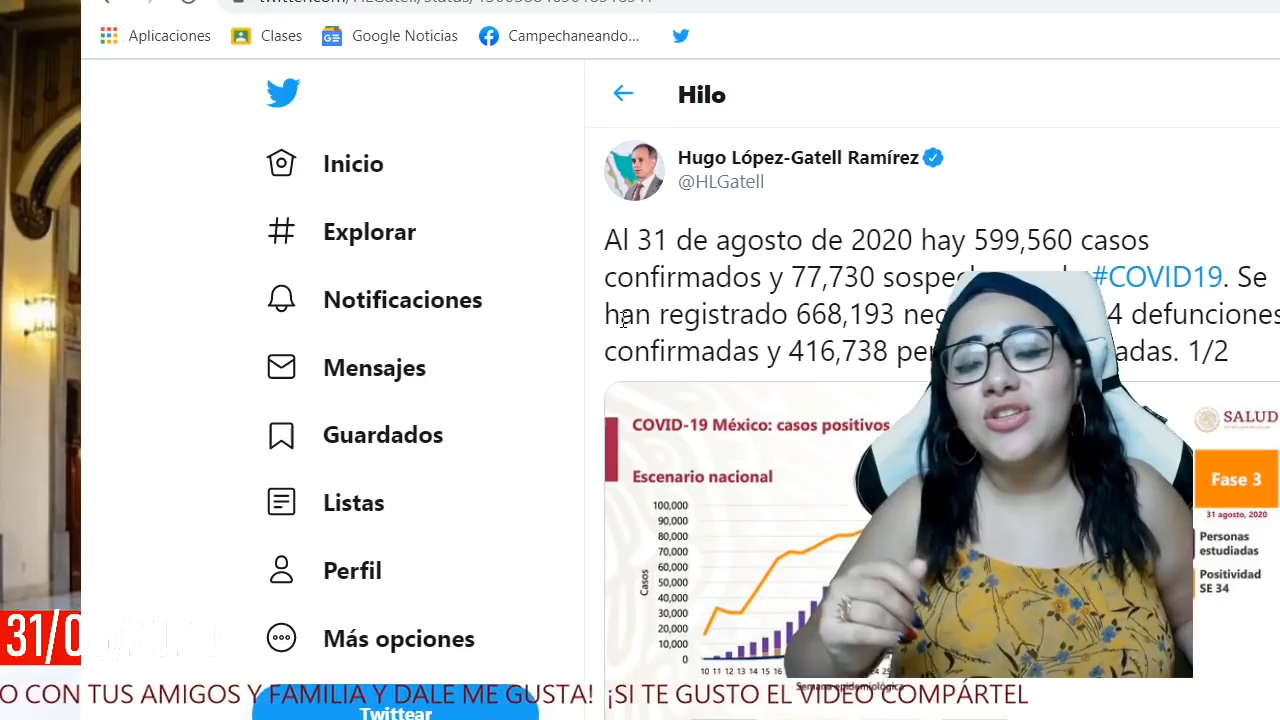 Aplicaciones
Clases
Google Noticias
Campechaneando...
Hilo
Hugo López-Gatell Ramírez
@HLGatell
Inicio
Explorar
Notificaciones
Mensajes
Guardados
Listas
Perfil
Más opciones
Twittear
Al 31 de agosto de 2020 hay 599,560 casos
confirmados y 77,730 #COVID19. Se
han registrado 668,193 4 defunciones
confirmadas y 416,738 1/2
COVID-19 México: casos positivos
Escenario nacional
SALUD
Fase 3
31 agosto, 2020
Personas
estudiadas
Positividad
SE 34
Casos
100,000
90,000
80,000
70,000
60,000
50,000
40,000
30,000
20,000
10,000
0
10 11 12 13 14 15 16
Semana epidemiológica
31/0
O CON TUS AMIGOS Y FAMILIA Y DALE ME GUSTA! ¡SI TE GUSTO EL VIDEO COMPÁRTEL